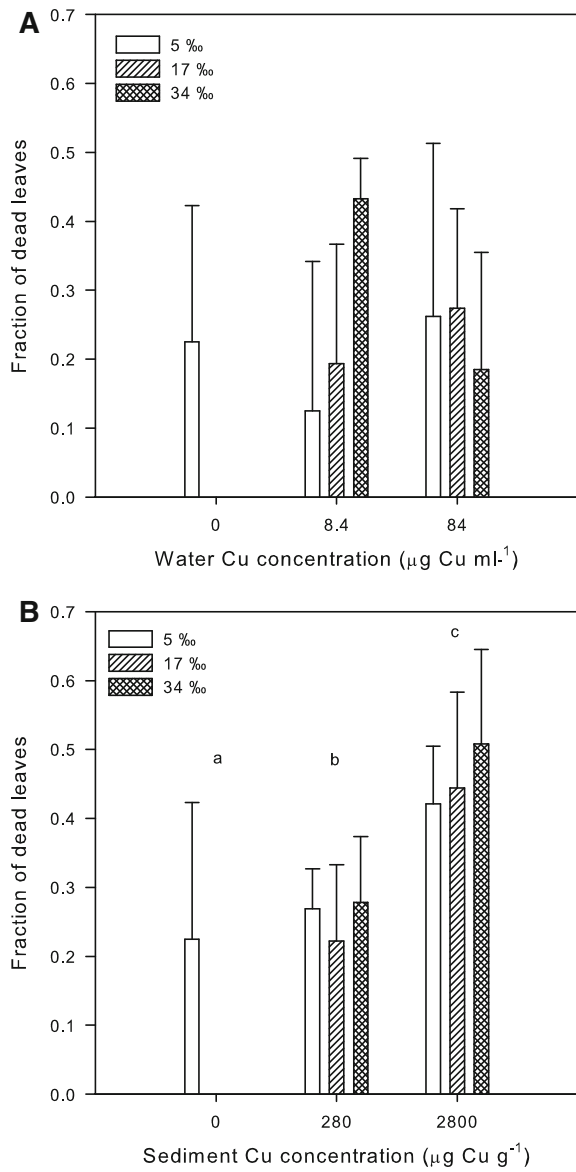 A
0.7
0.6
0.5
0.4
0.3
0.2
0.1
0.0
Fraction of dead leaves
5 ‰
17 ‰
34 ‰
0 8.4 84
Water Cu concentration (μg Cu ml-1)
B
0.7
0.6
0.5
0.4
0.3
0.2
0.1
0.0
Fraction of dead leaves
5 ‰
17 ‰
34 ‰
a b c
0 280 2800
Sediment Cu concentration (μg Cu g-1)